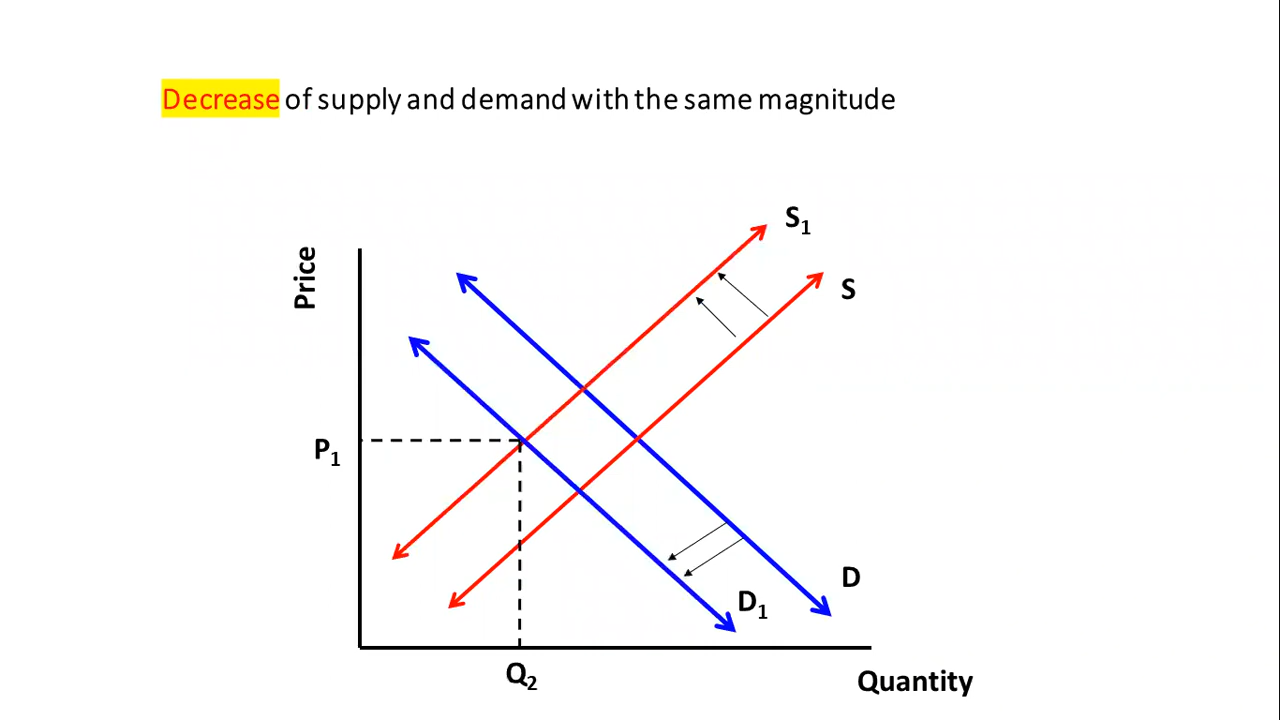 Decrease of supply and demand with the same magnitude
S₁
Price
S
P₁
D
D₁
Q₂
Quantity